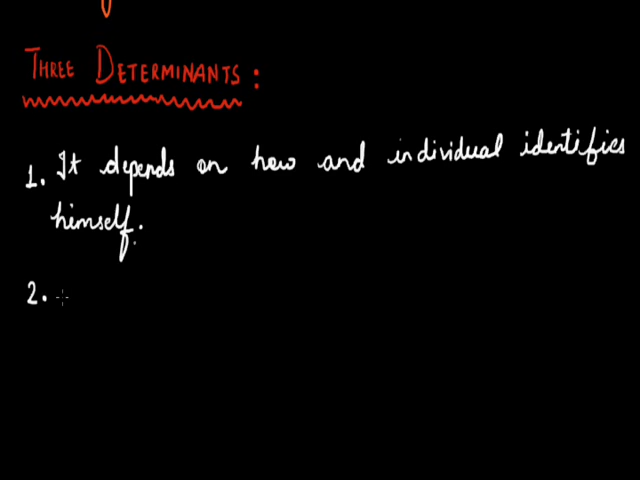 THREE DETERMINANTS :
1. It depends on how and individual identifies
himself.
2.